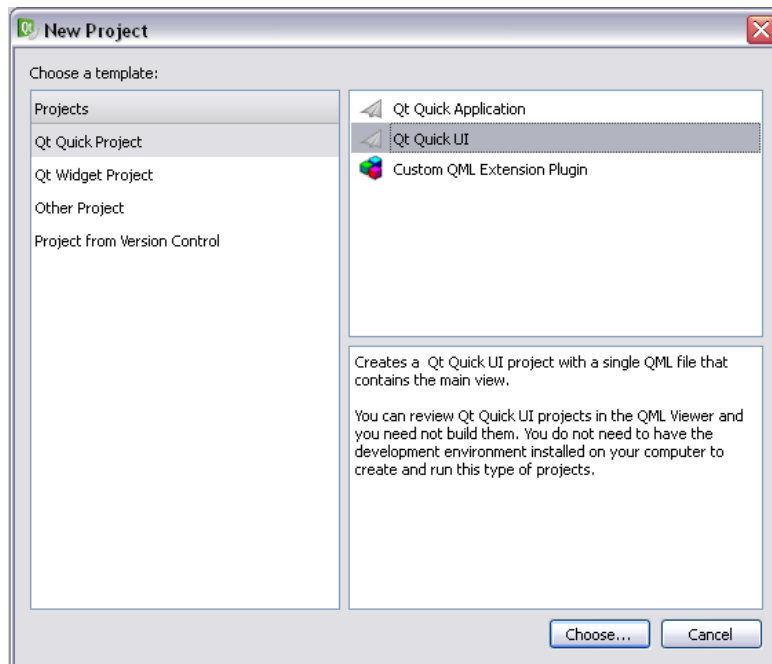 New Project
Choose a template:
Projects
Qt Quick Project
Qt Widget Project
Other Project
Project from Version Control
Qt Quick Application
Qt Quick UI
Custom QML Extension Plugin
Creates a Qt Quick UI project with a single QML file that
contains the main view.
You can review Qt Quick UI projects in the QML Viewer and
you need not build them. You do not need to have the
development environment installed on your computer to
create and run this type of projects.
Choose...
Cancel